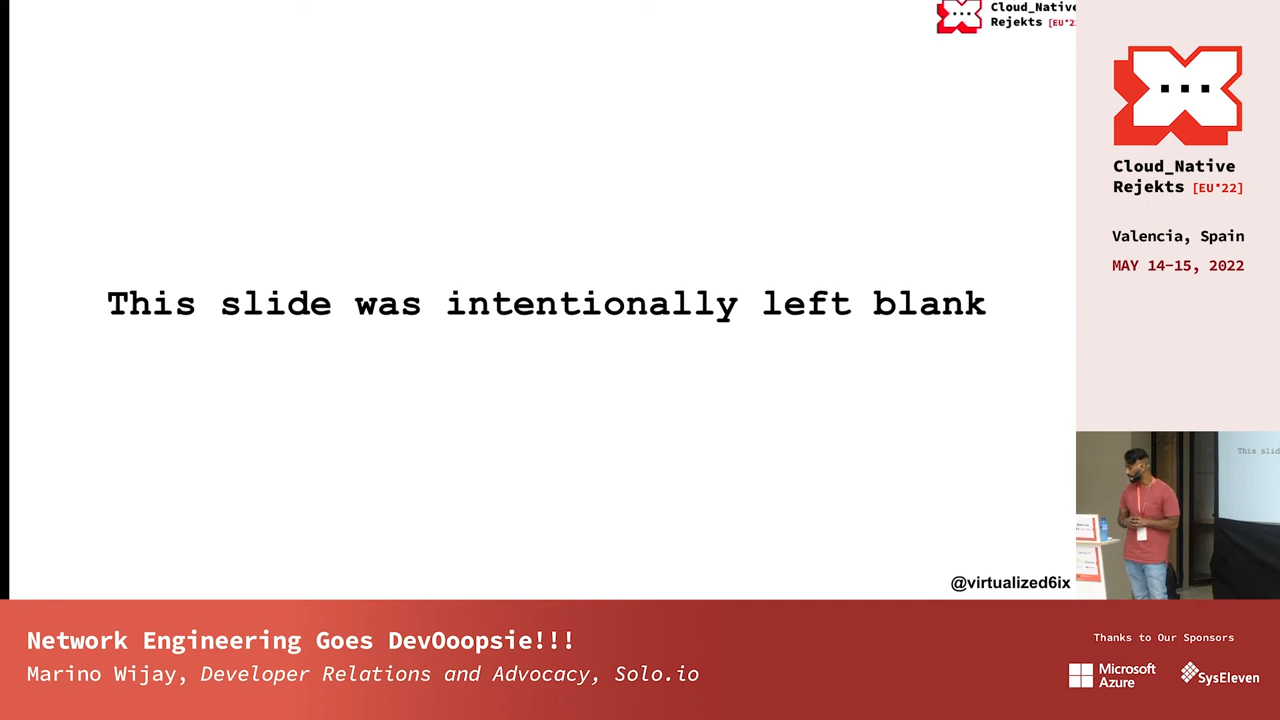 Cloud_Native
Rejekts [EU'2
Cloud_Native
Rejekts [EU'22]
Valencia, Spain
MAY 14-15, 2022
This slide was intentionally left blank
This slid
@virtualized6ix
Network Engineering Goes DevOoopsie!!!
Marino Wijay, Developer Relations and Advocacy, Solo.io
Thanks to Our Sponsors
Microsoft
Azure
SysEleven